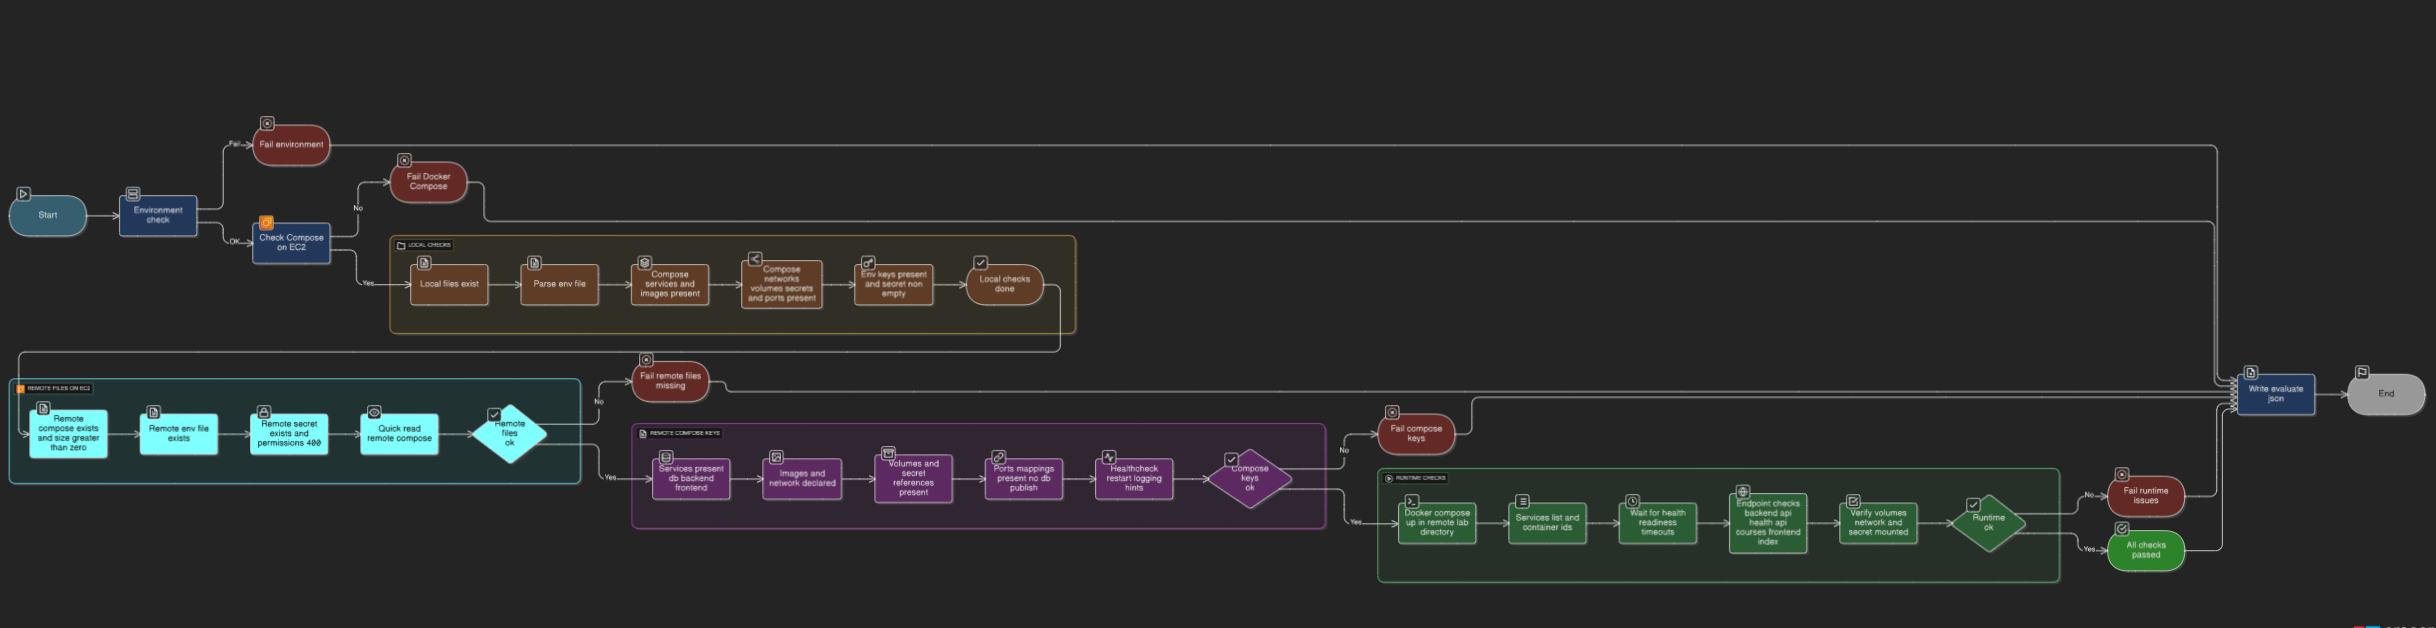 Fail environment
Fail
Fail Docker
Compose
Start
Environment
check
No
OK
Check Compose
on EC2
LOCAL CHECKS
Yes
Local files exist
Parse env file
Compose
services and
images present
Compose
networks
volumes secrets
and ports present
Env keys present
and secret non
empty
Local checks
done
Fail remote files
missing
No
REMOTE FILES ON EC2
Remote
compose exists
and size greater
than zero
Remote env file
exists
Remote secret
exists and
permissions 400
Quick read
remote compose
Remote
files
ok
Yes
Write evaluate
json
End
REMOTE COMPOSE KEYS
Services present
db backend
frontend
Images and
network declared
Volumes and
secret
references
present
Ports mappings
present no db
publish
Healthcheck
restart logging
hints
Compose
keys
ok
No
Fail compose
keys
Yes
RUNTIME CHECKS
Docker compose
up in remote lab
directory
Services list and
container ids
Wait for health
readiness
timeouts
Endpoint checks
backend api
health api
courses frontend
index
Verify volumes
network and
secret mounted
Runtime
ok
No
Fail runtime
issues
Yes
All checks
passed